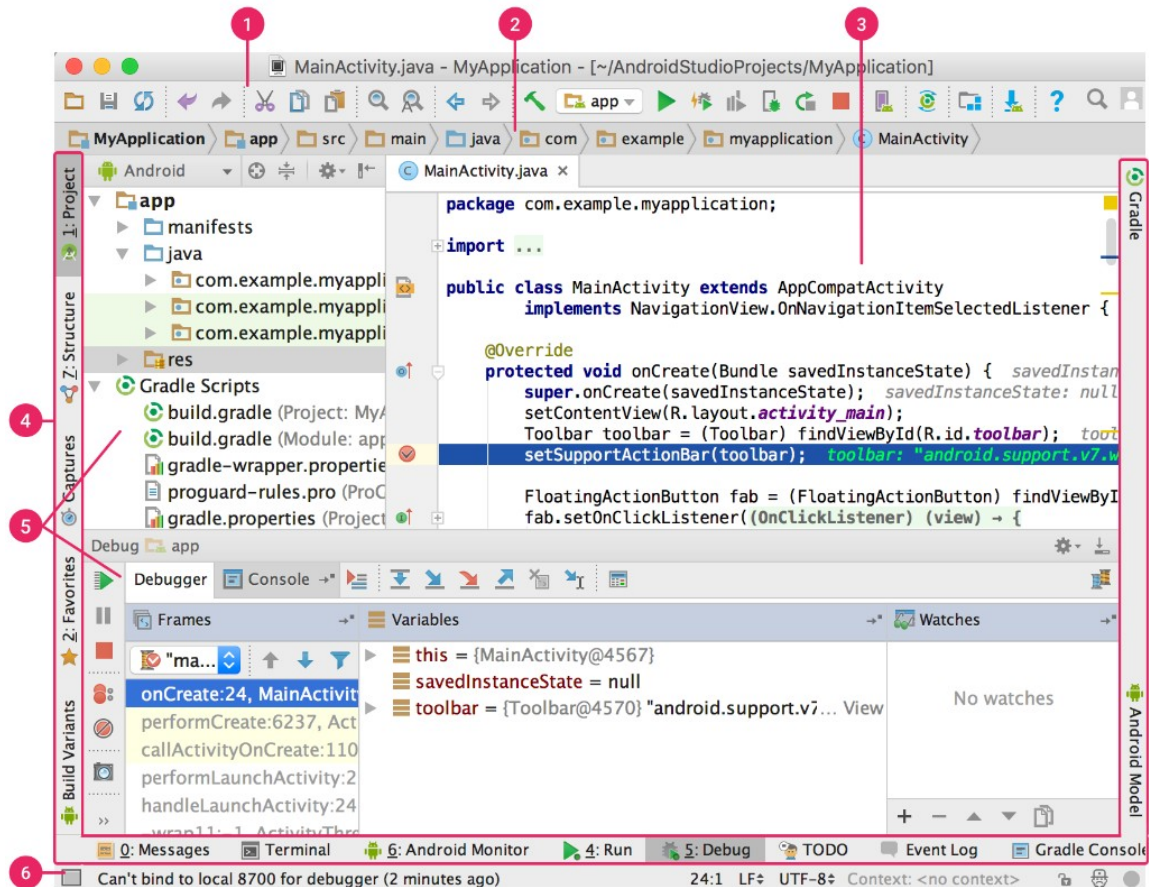 1
2
3
MainActivity.java - MyApplication - [~/AndroidStudioProjects/MyApplication]
app
MyApplication app src main java com example myapplication MainActivity
Android
MainActivity.java ×
1: Project
Z: Structure
4
Captures
5
2: Favorites
Build Variants
app
manifests
java
com.example.myappli
com.example.myappli
com.example.myappli
res
Gradle Scripts
build.gradle (Project: MyA
build.gradle (Module: app
gradle-wrapper.propertie
proguard-rules.pro (ProC
gradle.properties (Project
package com.example.myapplication;
import ...
public class MainActivity extends AppCompatActivity
implements NavigationView.OnNavigationItemSelectedListener {
@Override
protected void onCreate(Bundle savedInstanceState) { savedInstan
super.onCreate(savedInstanceState); savedInstanceState: null
setContentView(R.layout.activity_main);
Toolbar toolbar = (Toolbar) findViewById(R.id.toolbar); tool
setSupportActionBar(toolbar); toolbar: "android.support.v7.w
FloatingActionButton fab = (FloatingActionButton) findViewByI
fab.setOnClickListener((OnClickListener) (view) → {
Gradle
Android Model
Debug app
Debugger Console
Frames
Variables
Watches
"ma...
onCreate:24, MainActivit
performCreate:6237, Act
callActivityOnCreate:110
performLaunchActivity:2
handleLaunchActivity:24
-wrap11:-1, ActivityThre
this = {MainActivity@4567}
savedInstanceState = null
toolbar = {Toolbar@4570} "android.support.v7... View
No watches
0: Messages Terminal 6: Android Monitor 4: Run 5: Debug TODO Event Log Gradle Console
6
Can't bind to local 8700 for debugger (2 minutes ago)
24:1 LF÷ UTF-8÷ Context: <no context>